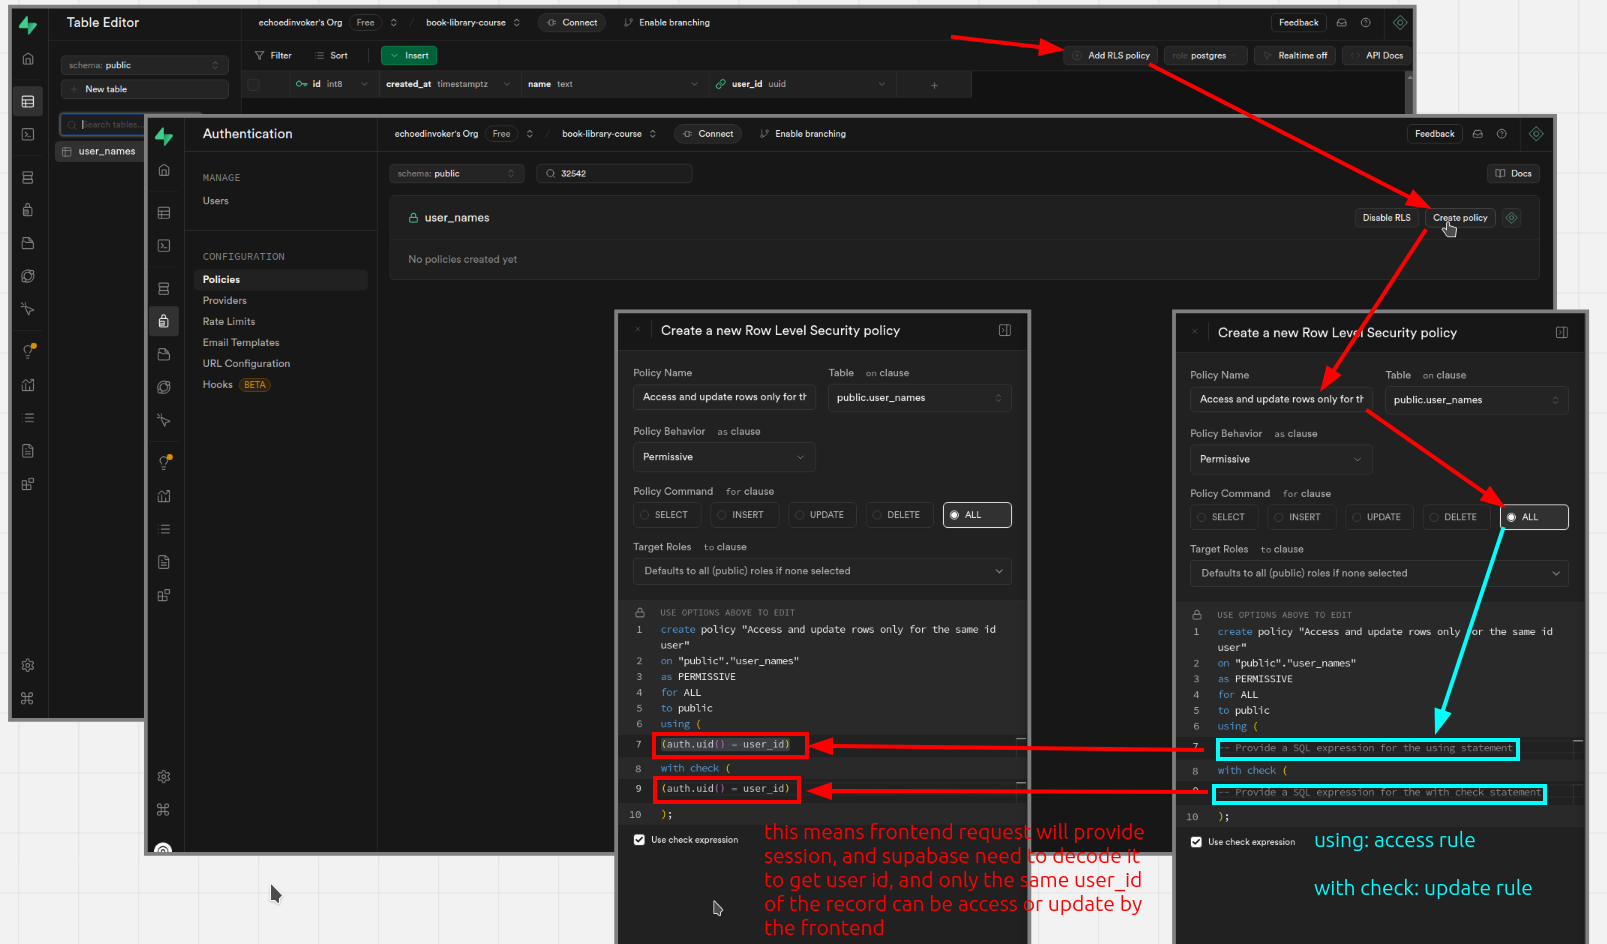 Table Editor
echoedinvoker's Org Free / book-library-course Connect Enable branching Feedback
schema: public
New table
Search tables...
user_names
Filter Sort Insert Add RLS policy role postgres Realtime off API Docs
id int8 created_at timestamptz name text user_id uuid +
Authentication
echoedinvoker's Org Free / book-library-course Connect Enable branching Feedback
MANAGE
Users
CONFIGURATION
Policies
Providers
Rate Limits
Email Templates
URL Configuration
Hooks BETA
schema: public 32542 Docs
user_names Disable RLS Create policy
No policies created yet
Create a new Row Level Security policy
Policy Name Table on clause
Access and update rows only for th public.user_names
Policy Behavior as clause
Permissive
Policy Command for clause
SELECT INSERT UPDATE DELETE ALL
Target Roles to clause
Defaults to all (public) roles if none selected
USE OPTIONS ABOVE TO EDIT
1 create policy "Access and update rows only for the same id
user"
2 on "public"."user_names"
3 as PERMISSIVE
4 for ALL
5 to public
6 using (
7 (auth.uid() = user_id)
8 with check (
9 (auth.uid() = user_id)
10 );
Use check expression
this means frontend request will provide
session, and supabase need to decode it
to get user id, and only the same user_id
of the record can be access or update by
the frontend
Create a new Row Level Security policy
Policy Name Table on clause
Access and update rows only for th public.user_names
Policy Behavior as clause
Permissive
Policy Command for clause
SELECT INSERT UPDATE DELETE ALL
Target Roles to clause
Defaults to all (public) roles if none selected
USE OPTIONS ABOVE TO EDIT
1 create policy "Access and update rows only for the same id
user"
2 on "public"."user_names"
3 as PERMISSIVE
4 for ALL
5 to public
6 using (
7 -- Provide a SQL expression for the using statement
8 with check (
9 -- Provide a SQL expression for the with check statement
10 );
Use check expression
using: access rule
with check: update rule